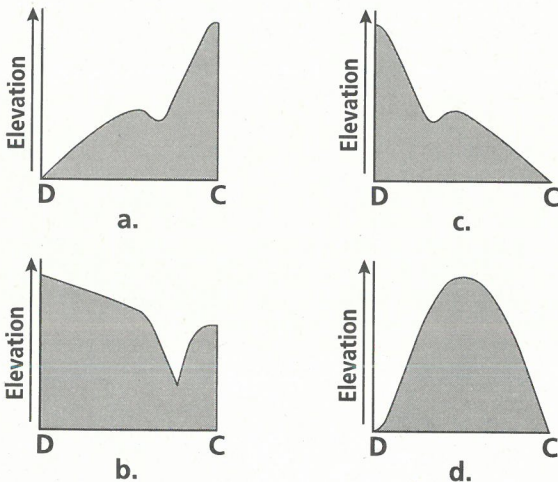 Elevation
D C
a.
Elevation
D C
c.
Elevation
D C
b.
Elevation
D C
d.